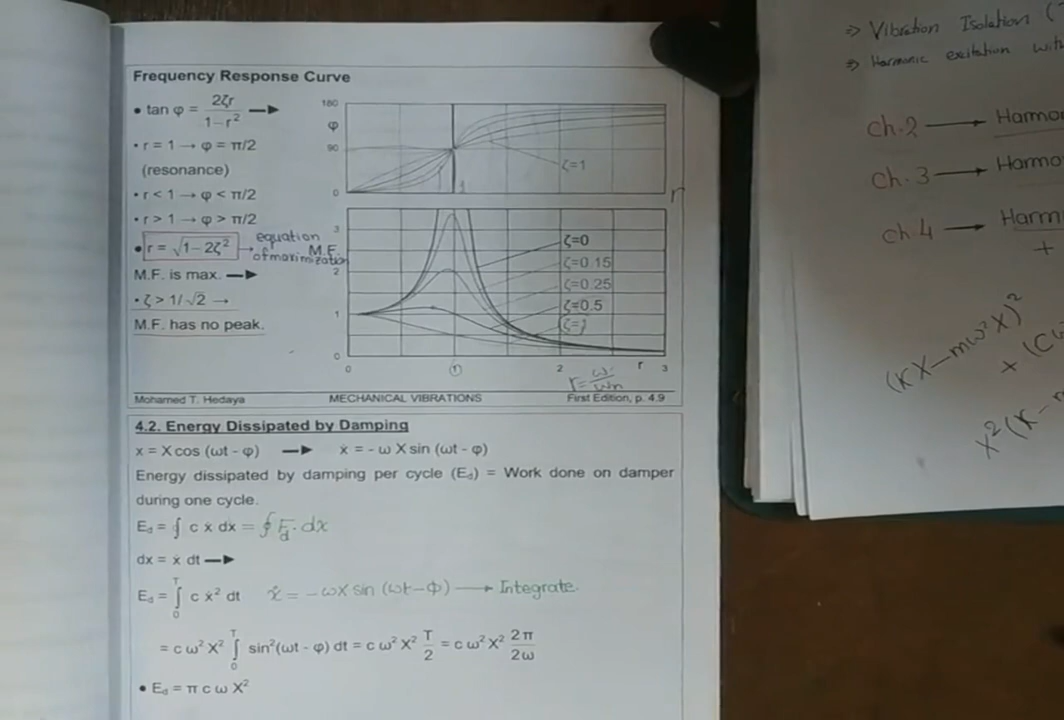 Frequency Response Curve
• tan φ = 2ζr / 1−r²
• r = 1 → φ = π/2
(resonance)
• r < 1 → φ < π/2
• r > 1 → φ > π/2
• r = √1−2ζ² → equation of maximization
M.F. is max.
• ζ > 1/√2 →
M.F. has no peak.
180
φ
90
0
ζ=1
r
M.F.
3
2
1
0
ζ=0
ζ=0.15
ζ=0.25
ζ=0.5
ζ=1
0 1 2 r 3
r = ω/ωn
Mohamed T. Hedaya MECHANICAL VIBRATIONS First Edition, p. 4.9
4.2. Energy Dissipated by Damping
x = X cos (ωt - φ) → ẋ = - ω X sin (ωt - φ)
Energy dissipated by damping per cycle (Ed) = Work done on damper
during one cycle.
Ed = ∮ c ẋ dx = ∮ Fd. dx
dx = ẋ dt →
Ed = ∫₀ᵀ c ẋ² dt ẋ = -ωX sin (ωt-φ) → Integrate.
= c ω² X² ∫₀ᵀ sin²(ωt - φ) dt = c ω² X² T/2 = c ω² X² 2π/2ω
• Ed = π c ω X²
⇒ Vibration Isolation (
⇒ Harmonic excitation with
Ch.2 → Harmo
Ch.3 → Harmo
Ch.4 → Harm
+
(KX-mω²X)²
+ (Cω
X²(K-